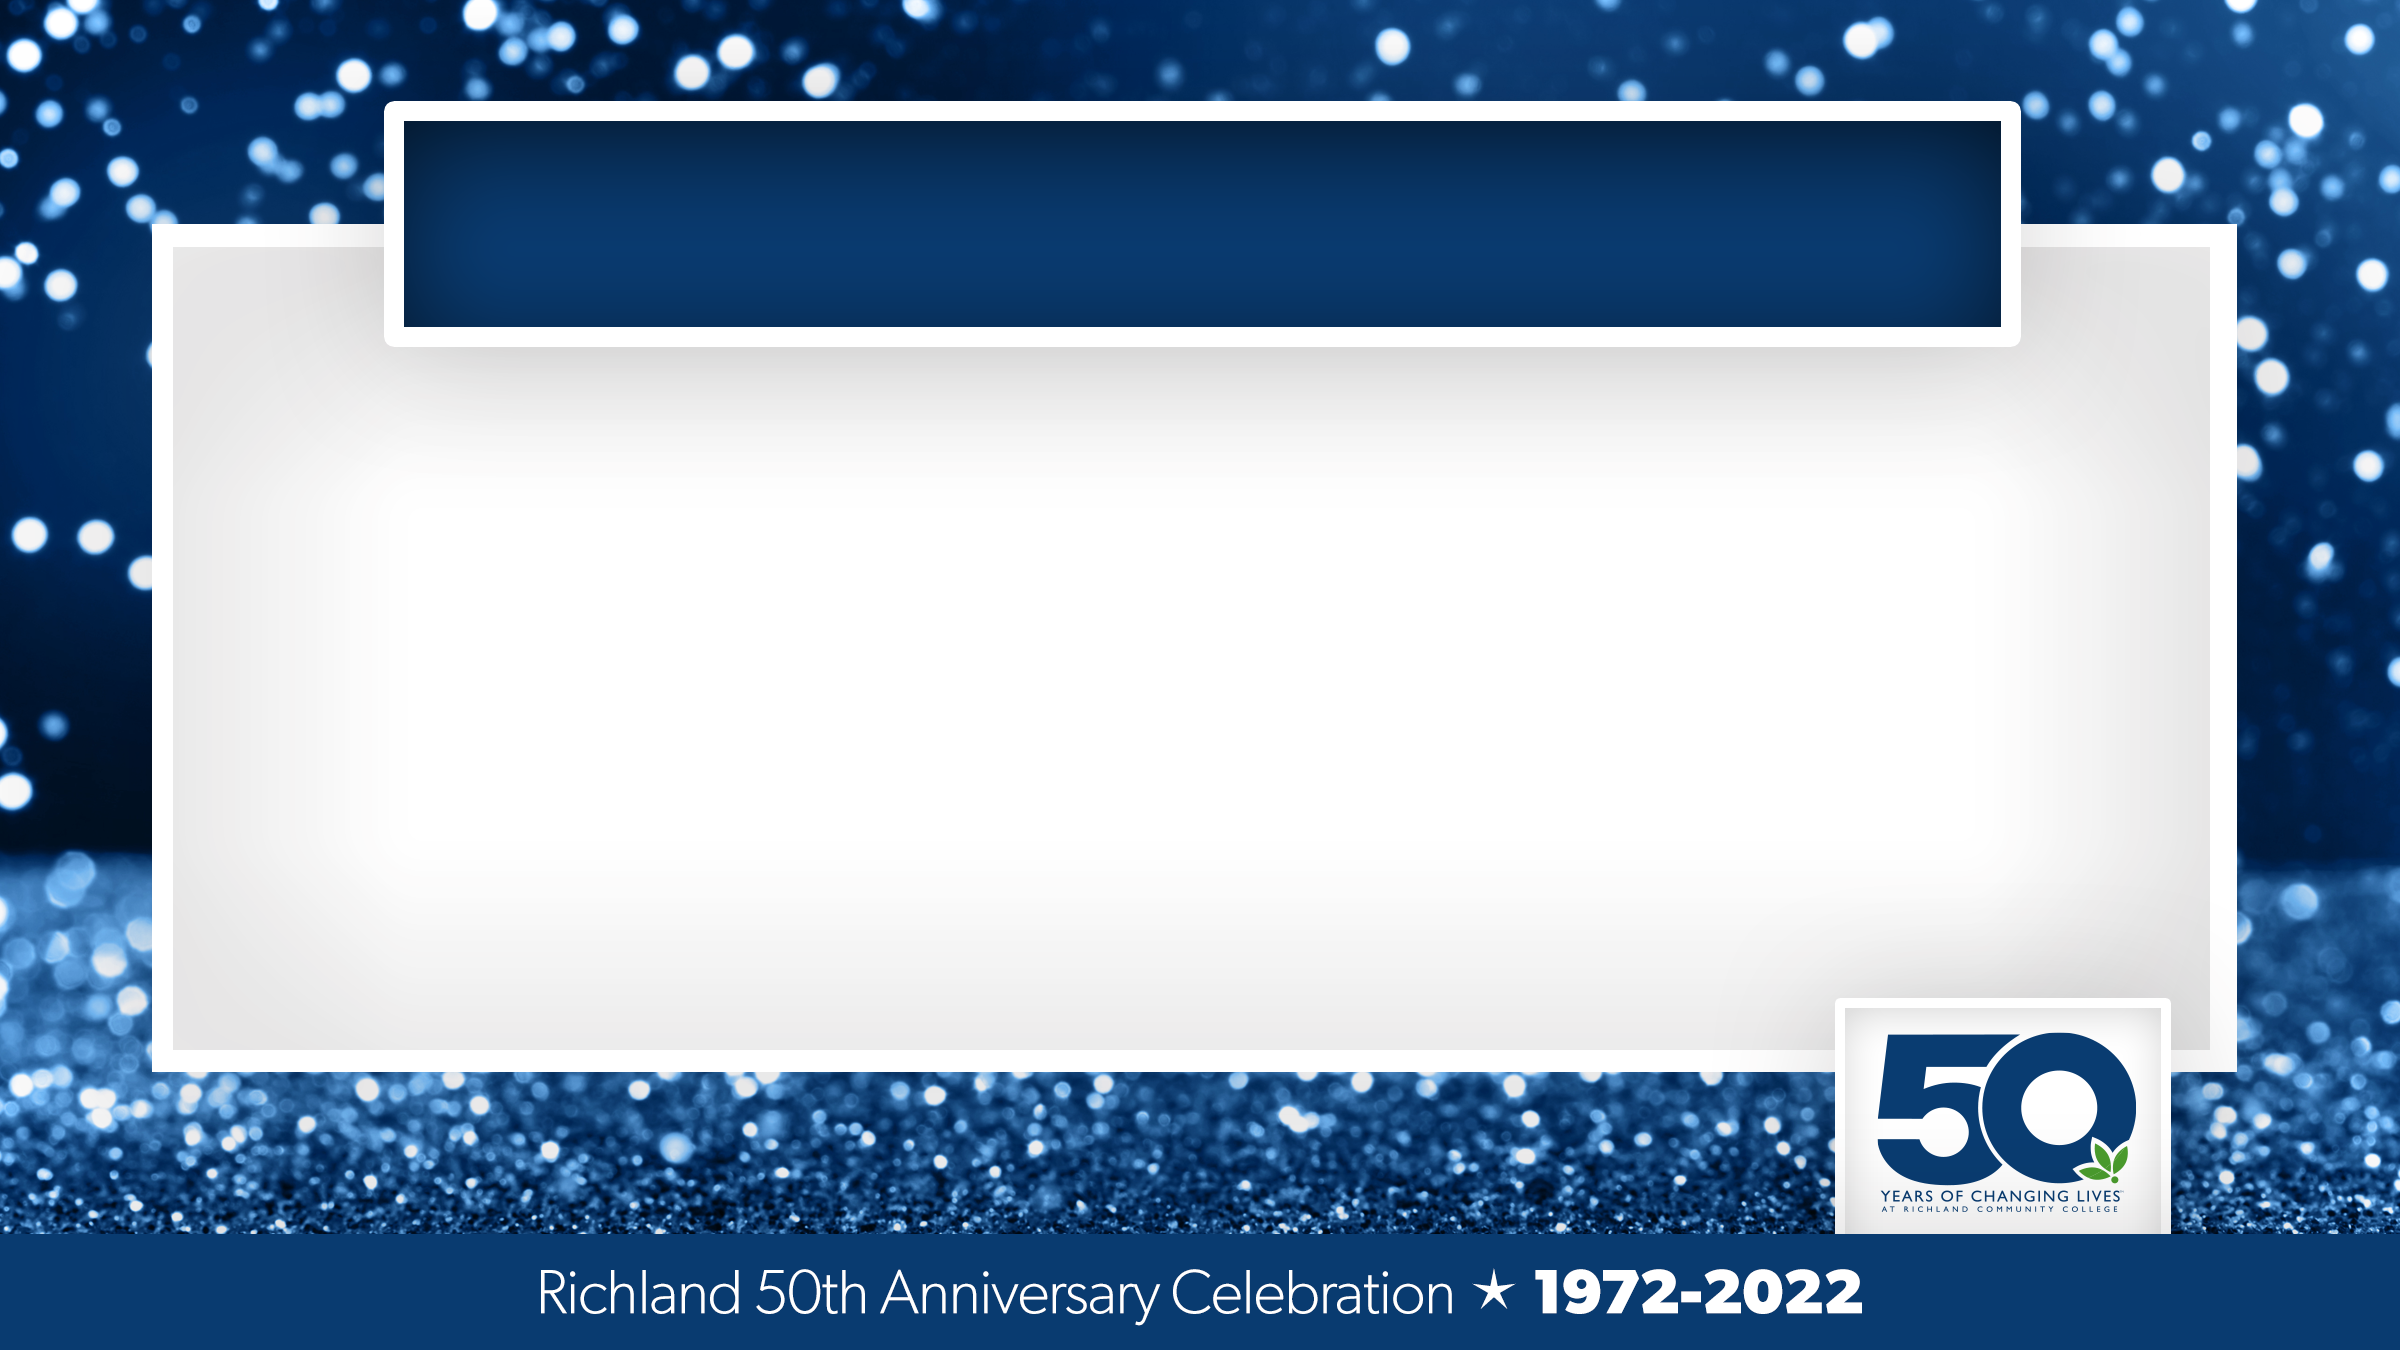 50
YEARS OF CHANGING LIVES
AT RICHLAND COMMUNITY COLLEGE
Richland 50th Anniversary Celebration ★ 1972-2022